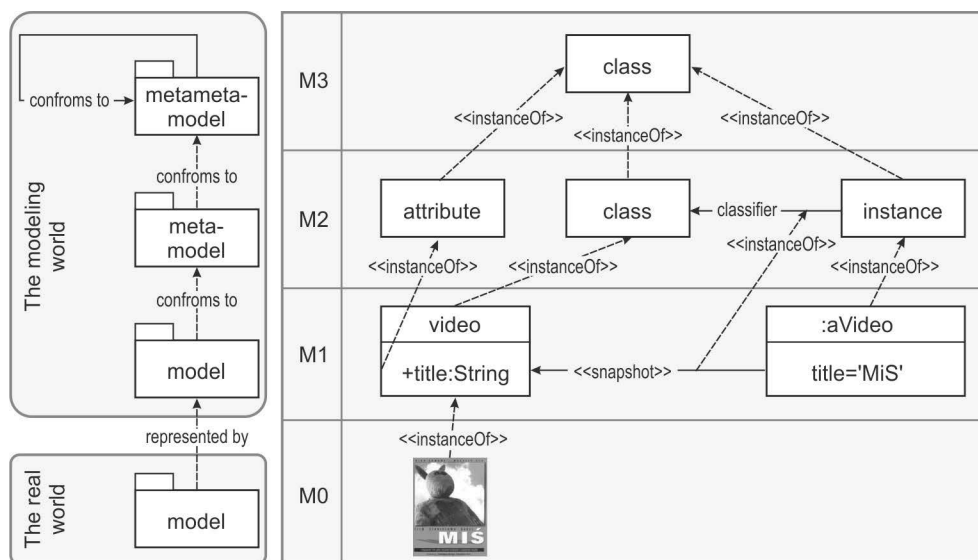 The modeling
world
confroms to
metameta-
model
confroms to
meta-
model
confroms to
model
represented by
The real
world
model
M3
class
<<instanceOf>>
<<instanceOf>>
<<instanceOf>>
M2
attribute
class
classifier
instance
<<instanceOf>>
<<instanceOf>>
<<instanceOf>>
<<instanceOf>>
M1
video
+title:String
<<snapshot>>
:aVideo
title='MiS'
<<instanceOf>>
M0
MIŚ